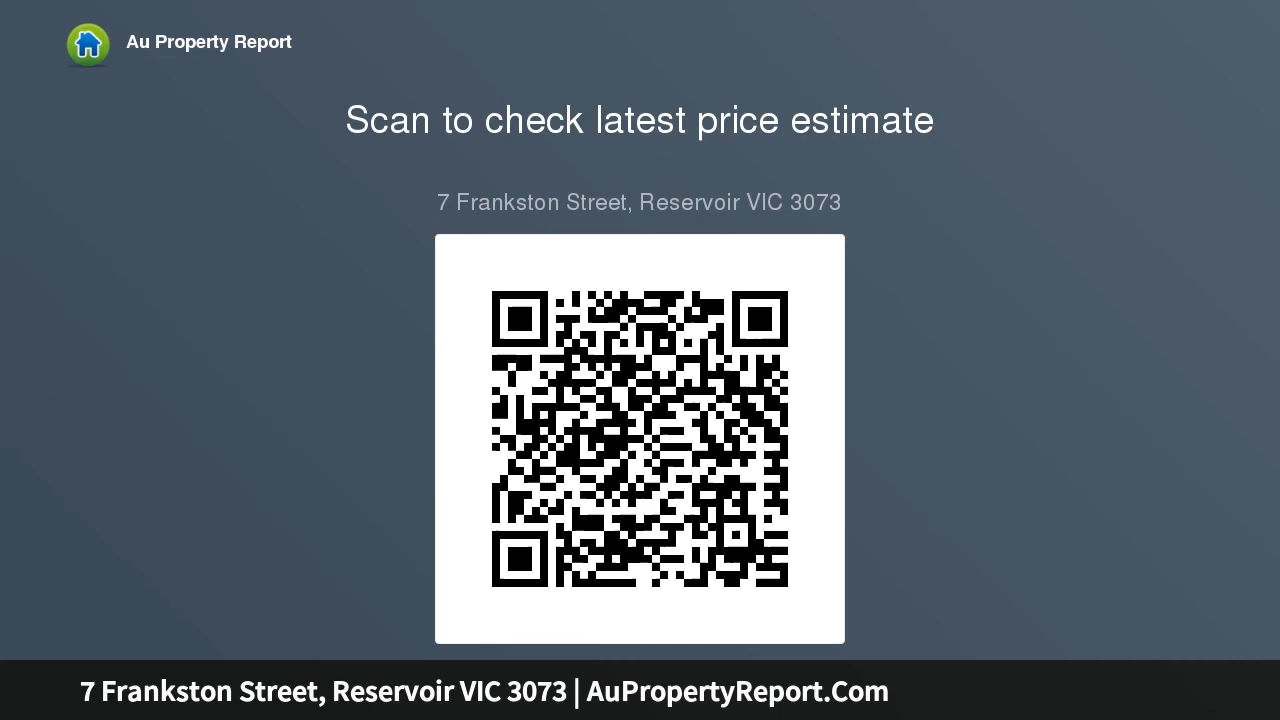 Au Property Report
Scan to check latest price estimate
7 Frankston Street, Reservoir VIC 3073
7 Frankston Street, Reservoir VIC 3073 | AuPropertyReport.Com